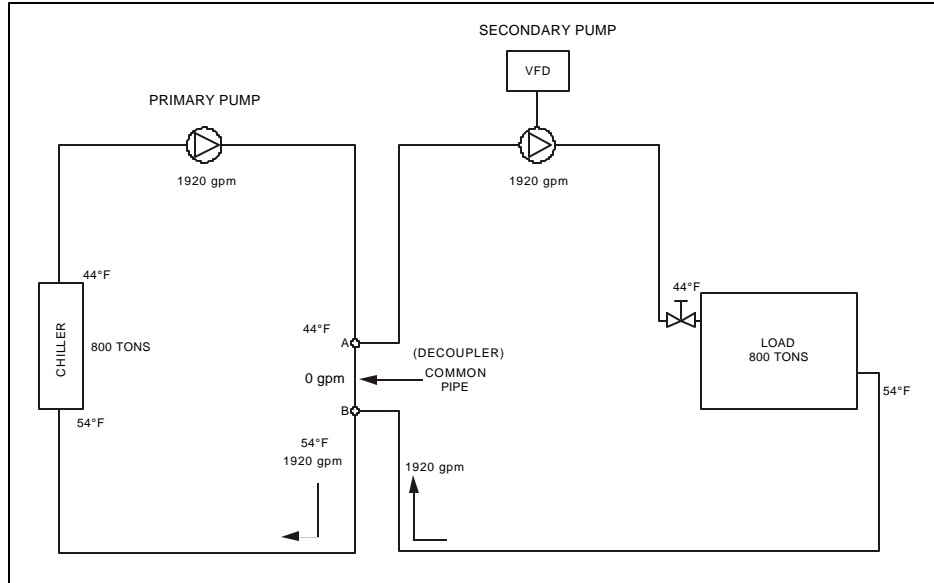 SECONDARY PUMP
VFD
PRIMARY PUMP
1920 gpm
1920 gpm
44°F
CHILLER
800 TONS
54°F
44°F
A
(DECOUPLER)
COMMON
PIPE
0 gpm
B
54°F
1920 gpm
1920 gpm
44°F
LOAD
800 TONS
54°F